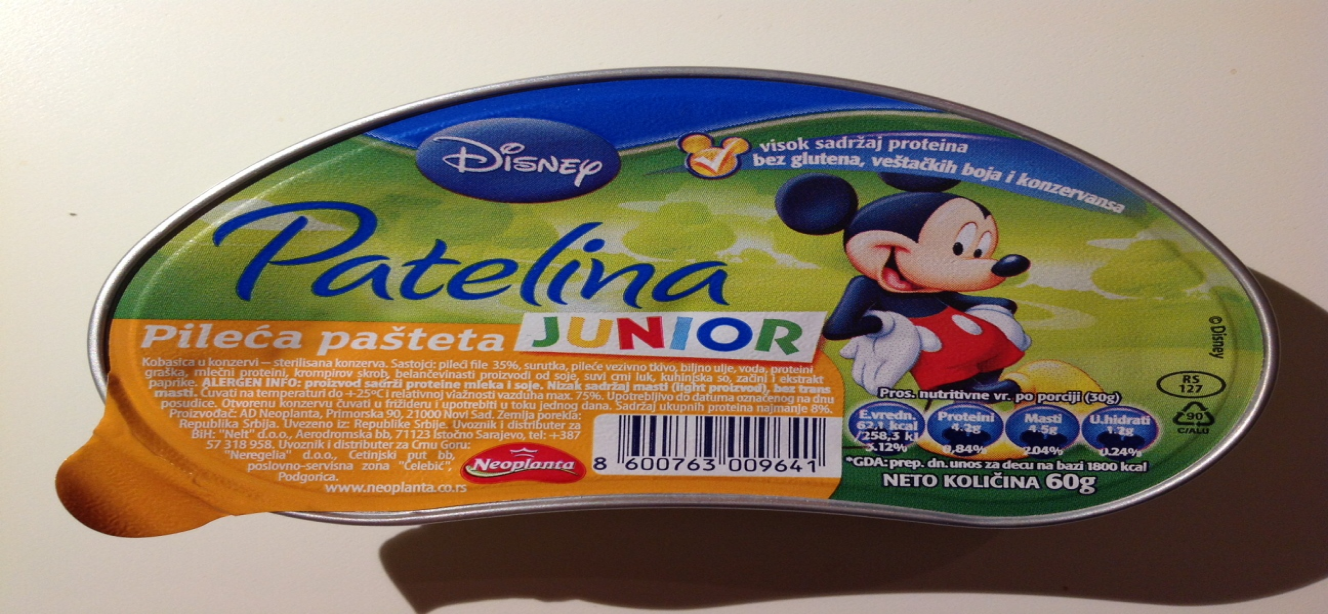 Disney
visok sadržaj proteina
bez glutena, veštačkih boja i konzervansa
Patelina
JUNIOR
Pileća pašteta
Kobasica u konzervi – sterilisana konzerva. Sastojci: pileći file 35%, surutka, pileće vezivno tkivo, biljno ulje, voda, proteini
graška, mlečni proteini, krompirov skrob, belančevinasti proizvodi od soje, suvi crni luk, kuhinjska so, začini i ekstrakt
paprike. ALERGEN INFO: proizvod sadrži proteine mleka i soje. Nizak sadržaj masti (light proizvod), bez trans
masti. Čuvati na temperaturi do +25°C i relativnoj vlažnosti vazduha max. 75%. Upotrebljivo do datuma označenog na dnu
posudice. Otvorenu konzervu čuvati u frižideru i upotrebiti u toku jednog dana. Sadržaj ukupnih proteina najmanje 8%.
Proizvođač: AD Neoplanta, Primorska 90, 21000 Novi Sad. Zemlja porekla:
Republika Srbija. Uvezeno iz: Republike Srbije. Uvoznik i distributer za
BiH: "Nelt" d.o.o., Aerodromska bb, 71123 Istočno Sarajevo, tel: +387
57 318 958. Uvoznik i distributer za Crnu Goru:
"Neregelia" d.o.o., Cetinjski put bb,
poslovno-servisna zona "Čelebić",
Podgorica.
www.neoplanta.co.rs
Neoplanta
8 600763 009641
© Disney
RS
127
90
C/ALU
Pros. nutritivne vr. po porciji (30g)
E.vredn. Proteini Masti U.hidrati
62,1 kcal 4.2g 1.5g 1.2g
/258,3 kJ
3.12% 9,84% 2.04% 0.24%
*GDA: prep. dn. unos za decu na bazi 1800 kcal
NETO KOLIČINA 60g